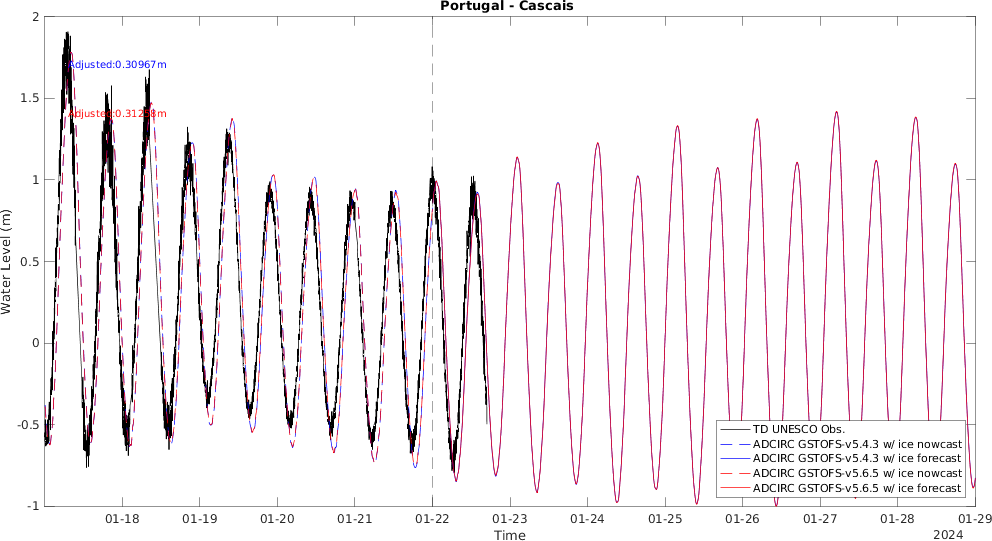 Portugal - Cascais
2
1.5
1
0.5
0
-0.5
-1
Water Level (m)
Adjusted:0.30967m
TD UNESCO Obs.
ADCIRC GSTOFS-v5.4.3 w/ ice nowcast
ADCIRC GSTOFS-v5.4.3 w/ ice forecast
ADCIRC GSTOFS-v5.6.5 w/ ice nowcast
ADCIRC GSTOFS-v5.6.5 w/ ice forecast
01-18 01-19 01-20 01-21 01-22 01-23 01-24 01-25 01-26 01-27 01-28 01-29
Time
2024